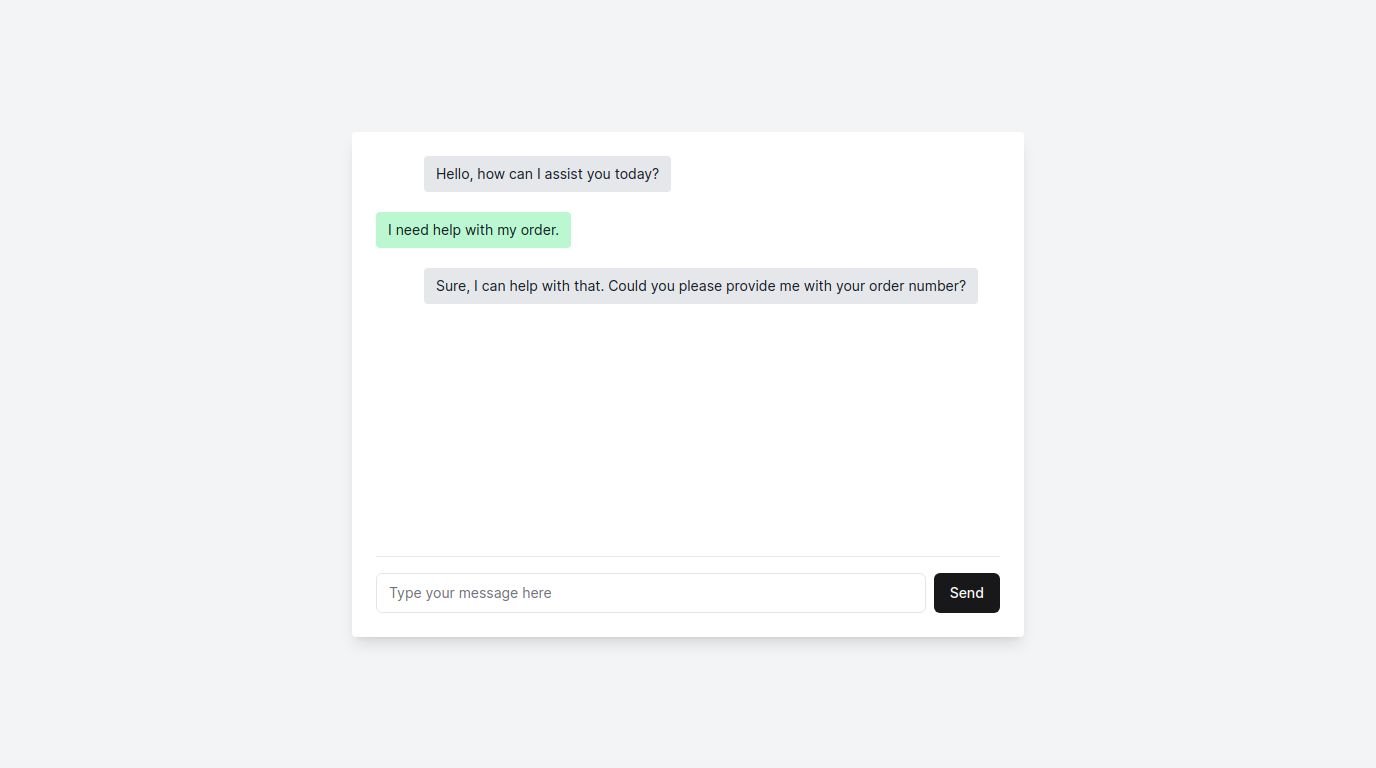 Hello, how can I assist you today?
I need help with my order.
Sure, I can help with that. Could you please provide me with your order number?
Type your message here
Send